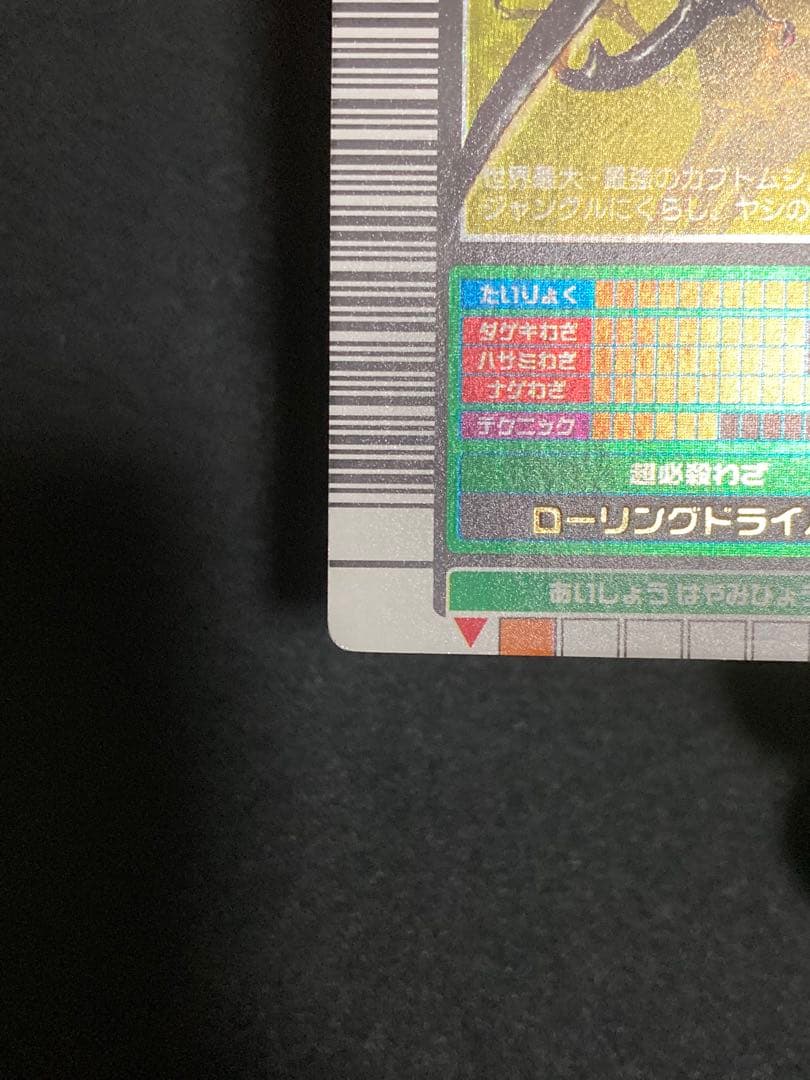 世界最大・最強のカブトムシ
ジャングルにくらし、ヤシの
たいりょく
ダゲキわざ
ハサミわざ
ナゲわざ
テクニック
超必殺わざ
ローリングドライ
あいしょうはやみひょう